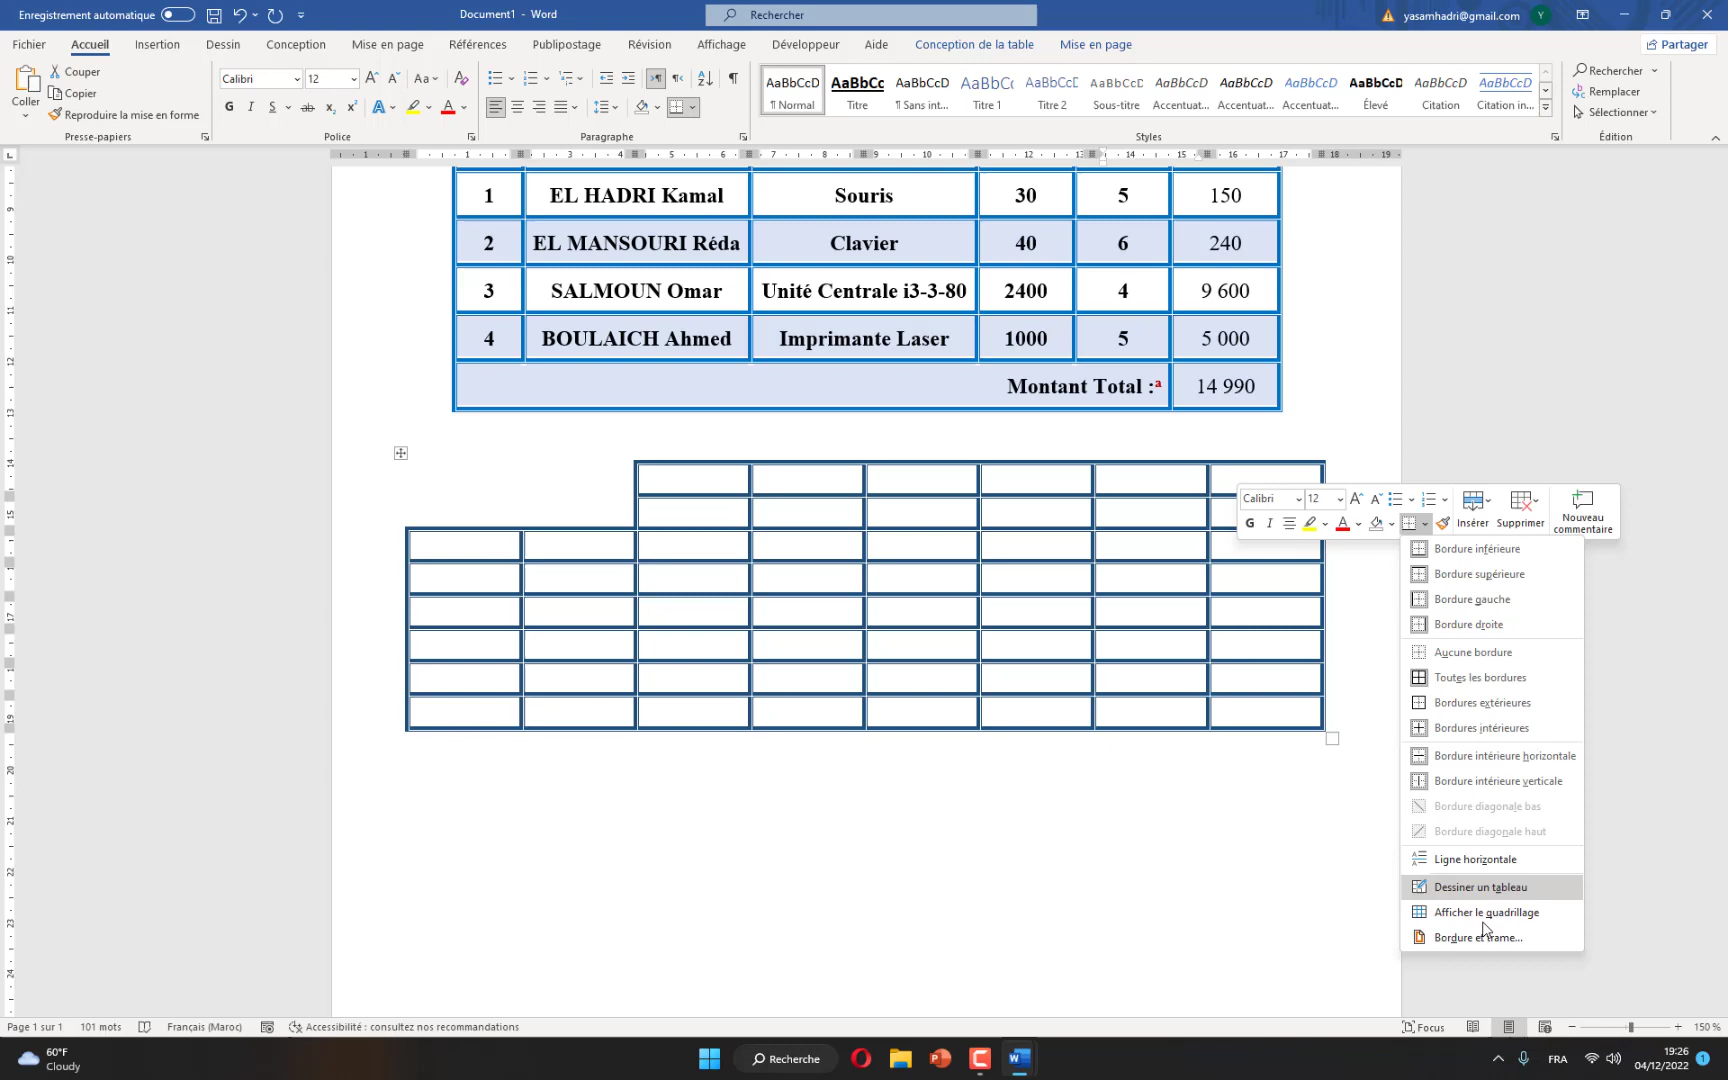 Enregistrement automatique
Document1 - Word
Rechercher
yasamhadri@gmail.com
Y
Fichier Accueil Insertion Dessin Conception Mise en page Références Publipostage Révision Affichage Développeur Aide Conception de la table Mise en page
Partager
Coller
Couper
Copier
Reproduire la mise en forme
Presse-papiers
Calibri 12
G I S ab x₂ x²
Police
Paragraphe
AaBbCcD AaBbCc AaBbCcD AaBbC( AaBbCcE AaBbCcD AaBbCcD AaBbCcD AaBbCcD AaBbCcD AaBbCcD AaBbCcD
¶ Normal Titre ¶ Sans int... Titre 1 Titre 2 Sous-titre Accentuat... Accentuat... Accentuat... Élevé Citation Citation in...
Styles
Rechercher
Remplacer
Sélectionner
Édition
1 EL HADRI Kamal Souris 30 5 150
2 EL MANSOURI Réda Clavier 40 6 240
3 SALMOUN Omar Unité Centrale i3-3-80 2400 4 9 600
4 BOULAICH Ahmed Imprimante Laser 1000 5 5 000
Montant Total :a 14 990
Calibri 12
G I
Insérer
Supprimer
Nouveau
commentaire
Bordure inférieure
Bordure supérieure
Bordure gauche
Bordure droite
Aucune bordure
Toutes les bordures
Bordures extérieures
Bordures intérieures
Bordure intérieure horizontale
Bordure intérieure verticale
Bordure diagonale bas
Bordure diagonale haut
Ligne horizontale
Dessiner un tableau
Afficher le quadrillage
Bordure et trame...
Page 1 sur 1 101 mots Français (Maroc) Accessibilité : consultez nos recommandations
Focus
150 %
60°F
Cloudy
Recherche
FRA
19:26
04/12/2022
1